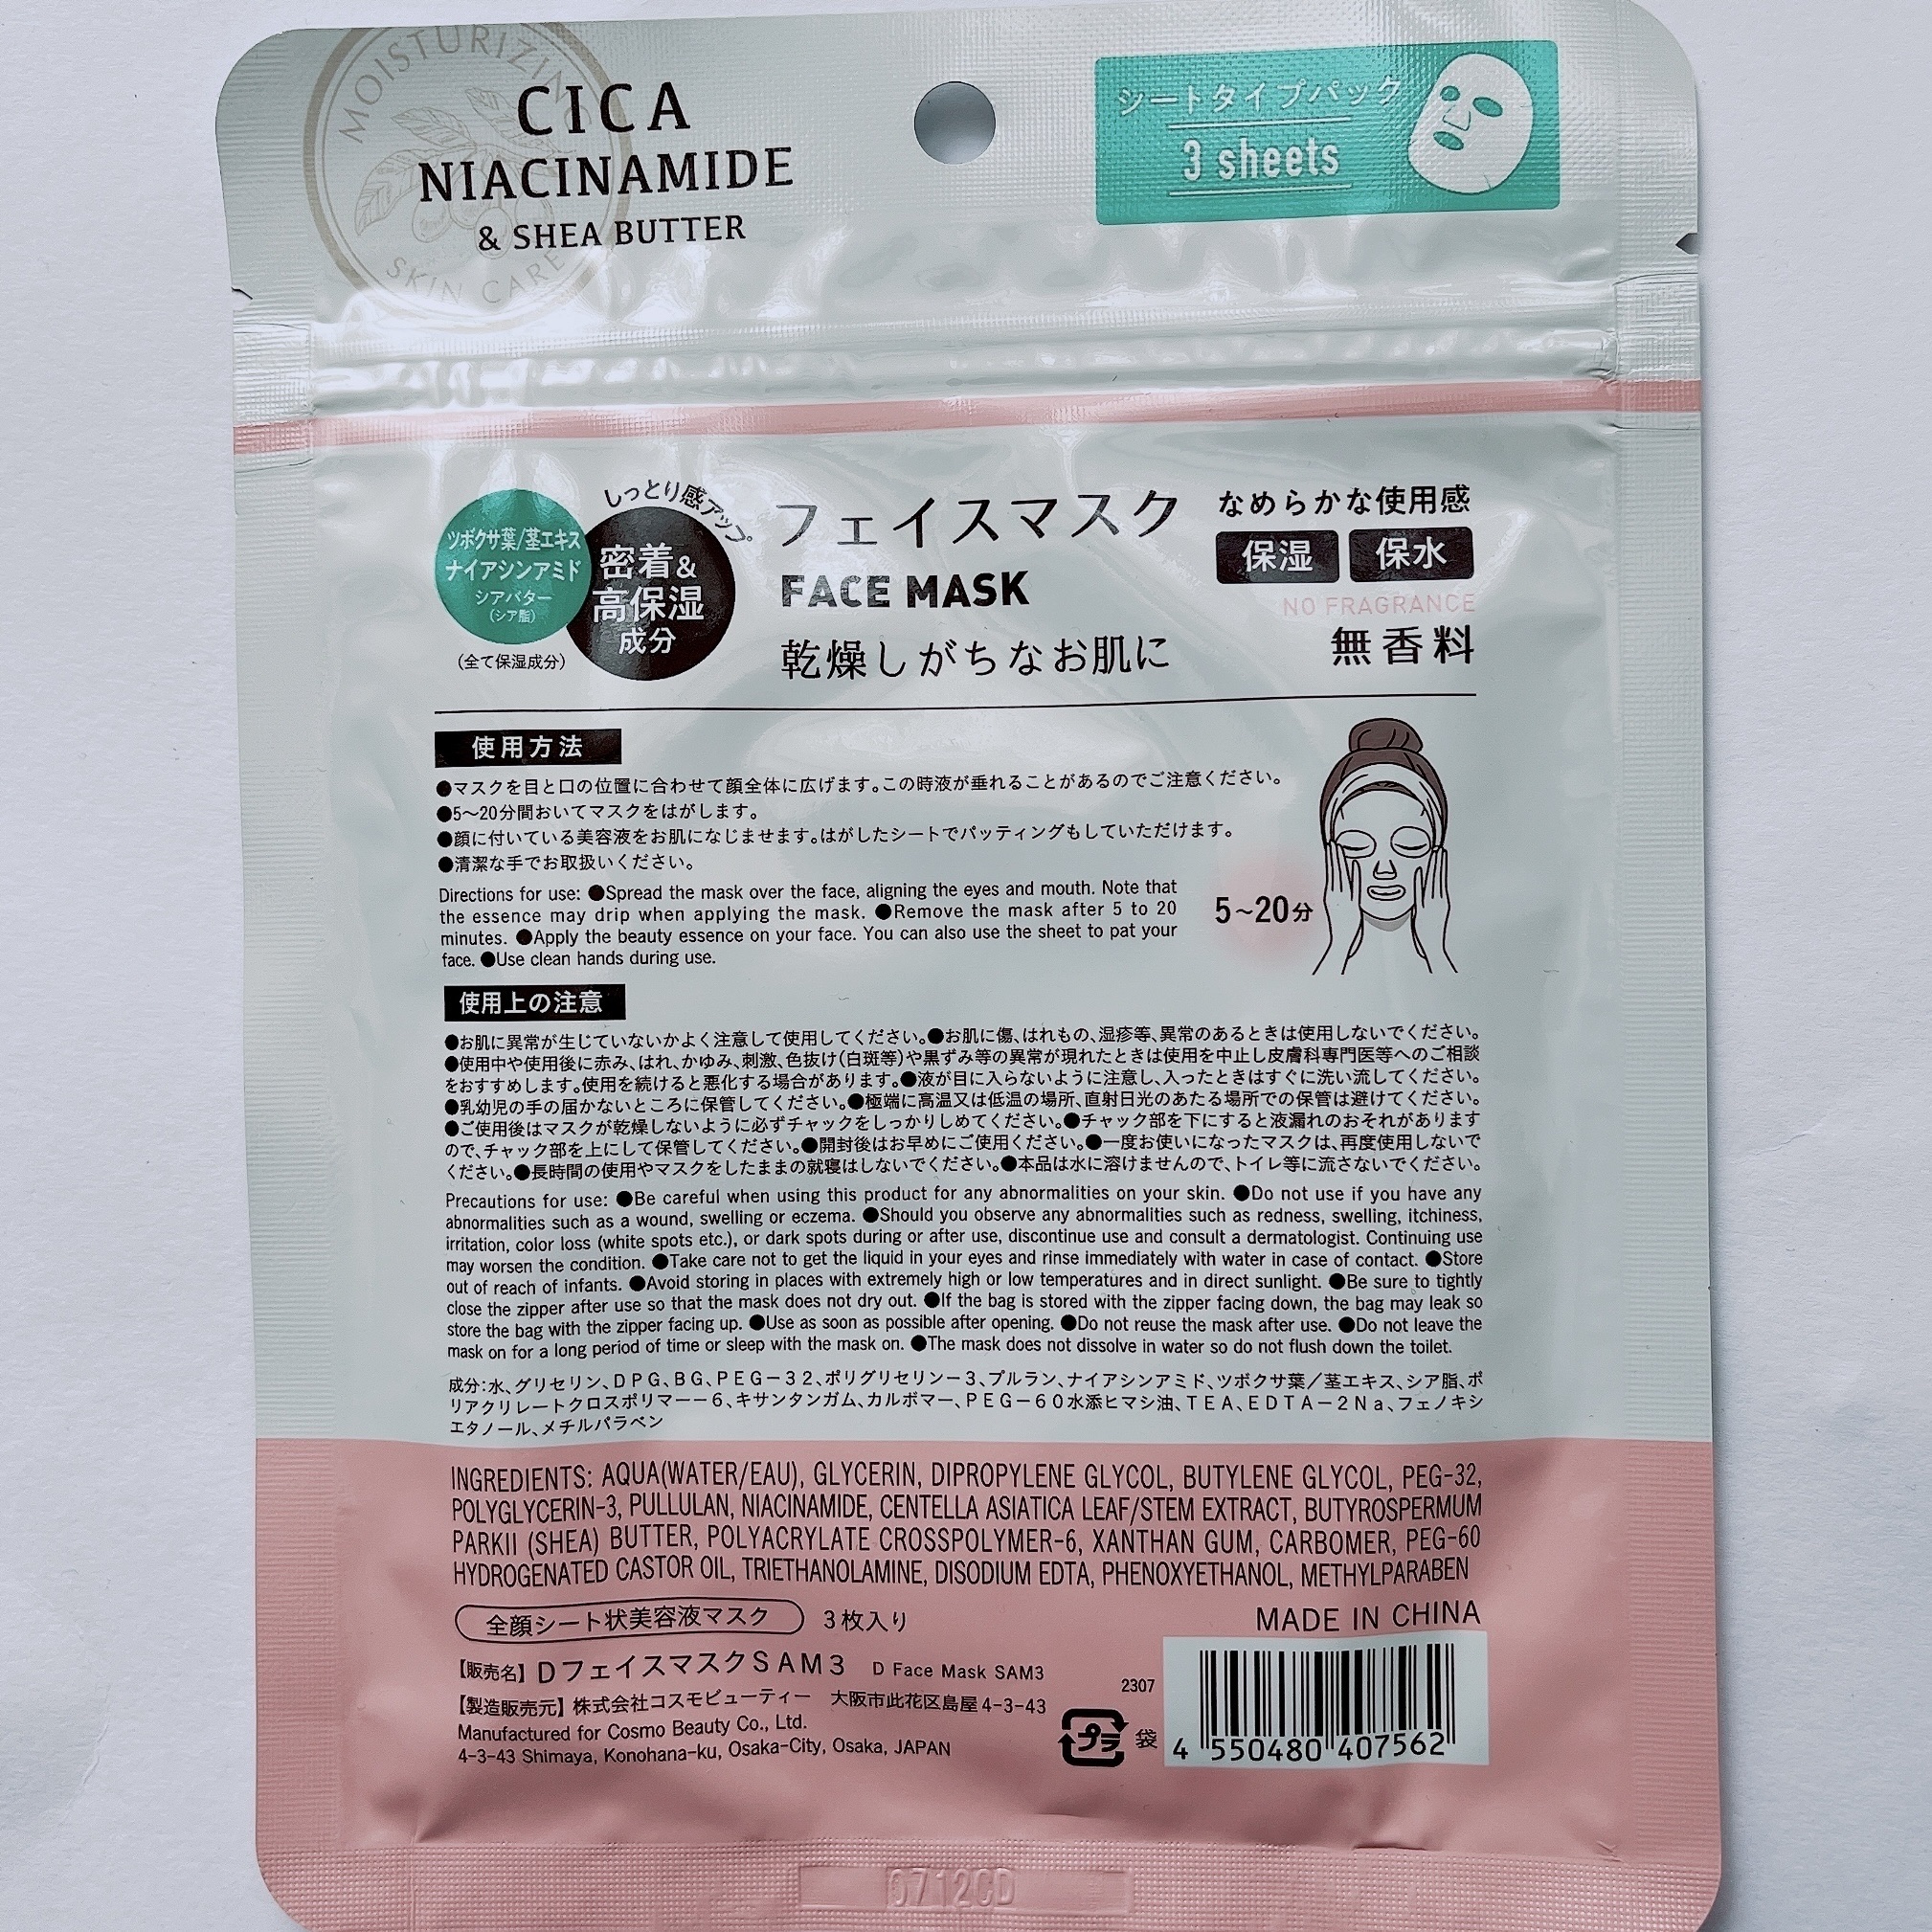 MOISTURIZING
CICA
NIACINAMIDE
& SHEA BUTTER
SKIN CARE
シートタイプパック
3 sheets
ツボクサ葉/茎エキス
ナイアシンアミド
シアバター
(シア脂)
(全て保湿成分)
しっとり感アップ
密着&
高保湿
成分
フェイスマスク
FACE MASK
乾燥しがちなお肌に
なめらかな使用感
保湿 保水
NO FRAGRANCE
無香料
使用方法
●マスクを目と口の位置に合わせて顔全体に広げます。この時液が垂れることがあるのでご注意ください。
●5〜20分間おいてマスクをはがします。
●顔に付いている美容液をお肌になじませます。はがしたシートでパッティングもしていただけます。
●清潔な手でお取扱いください。
Directions for use: ●Spread the mask over the face, aligning the eyes and mouth. Note that
the essence may drip when applying the mask. ●Remove the mask after 5 to 20
minutes. ●Apply the beauty essence on your face. You can also use the sheet to pat your
face. ●Use clean hands during use.
5〜20分
使用上の注意
●お肌に異常が生じていないかよく注意して使用してください。●お肌に傷、はれもの、湿疹等、異常のあるときは使用しないでください。
●使用中や使用後に赤み、はれ、かゆみ、刺激、色抜け(白斑等)や黒ずみ等の異常が現れたときは使用を中止し皮膚科専門医等へのご相談
をおすすめします。使用を続けると悪化する場合があります。●液が目に入らないように注意し、入ったときはすぐに洗い流してください。
●乳幼児の手の届かないところに保管してください。●極端に高温又は低温の場所、直射日光のあたる場所での保管は避けてください。
●ご使用後はマスクが乾燥しないように必ずチャックをしっかりしめてください。●チャック部を下にすると液漏れのおそれがあります
ので、チャック部を上にして保管してください。●開封後はお早めにご使用ください。●一度お使いになったマスクは、再度使用しないで
ください。●長時間の使用やマスクをしたままの就寝はしないでください。●本品は水に溶けませんので、トイレ等に流さないでください。
Precautions for use: ●Be careful when using this product for any abnormalities on your skin. ●Do not use if you have any
abnormalities such as a wound, swelling or eczema. ●Should you observe any abnormalities such as redness, swelling, itchiness,
irritation, color loss (white spots etc.), or dark spots during or after use, discontinue use and consult a dermatologist. Continuing use
may worsen the condition. ●Take care not to get the liquid in your eyes and rinse immediately with water in case of contact. ●Store
out of reach of infants. ●Avoid storing in places with extremely high or low temperatures and in direct sunlight. ●Be sure to tightly
close the zipper after use so that the mask does not dry out. ●If the bag is stored with the zipper facing down, the bag may leak so
store the bag with the zipper facing up. ●Use as soon as possible after opening. ●Do not reuse the mask after use. ●Do not leave the
mask on for a long period of time or sleep with the mask on. ●The mask does not dissolve in water so do not flush down the toilet.
成分:水、グリセリン、DPG、BG、PEG－32、ポリグリセリン－3、プルラン、ナイアシンアミド、ツボクサ葉／茎エキス、シア脂、ポ
リアクリレートクロスポリマー－6、キサンタンガム、カルボマー、PEG－60水添ヒマシ油、TEA、EDTA－2Na、フェノキシ
エタノール、メチルパラベン
INGREDIENTS: AQUA(WATER/EAU), GLYCERIN, DIPROPYLENE GLYCOL, BUTYLENE GLYCOL, PEG-32,
POLYGLYCERIN-3, PULLULAN, NIACINAMIDE, CENTELLA ASIATICA LEAF/STEM EXTRACT, BUTYROSPERMUM
PARKII (SHEA) BUTTER, POLYACRYLATE CROSSPOLYMER-6, XANTHAN GUM, CARBOMER, PEG-60
HYDROGENATED CASTOR OIL, TRIETHANOLAMINE, DISODIUM EDTA, PHENOXYETHANOL, METHYLPARABEN
全顔シート状美容液マスク 3枚入り
MADE IN CHINA
【販売名】DフェイスマスクSAM3 D Face Mask SAM3
【製造販売元】株式会社コスモビューティー 大阪市此花区島屋4-3-43
Manufactured for Cosmo Beauty Co., Ltd.
4-3-43 Shimaya, Konohana-ku, Osaka-City, Osaka, JAPAN
2307
プラ 袋
4 550480 407562
0712CD